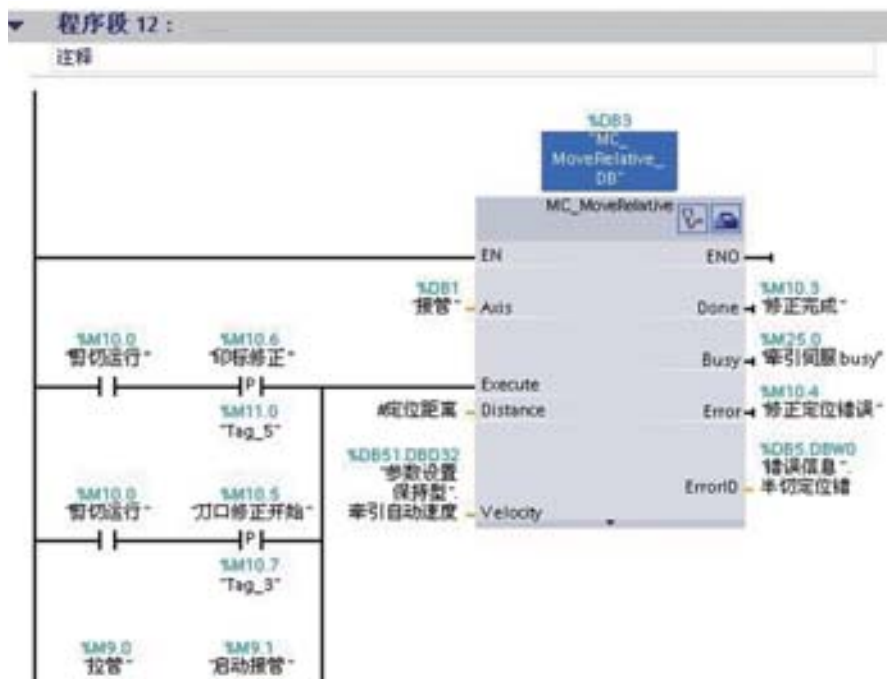 程序段 12：
注释
%DB3
"MC_
MoveRelative_
DB"
MC_MoveRelative
EN
ENO
%DB1
"接管"
Axis
Done
%M10.3
"修正完成"
%M10.0
"剪切运行"
%M10.6
"印标修正"
P
%M11.0
"Tag_5"
Busy
%M25.0
"牵引伺服busy"
Execute
#定位距离
Distance
Error
%M10.4
"修正定位错误"
%DB51.DBD32
"参数设置
保持型".
牵引自动速度
Velocity
ErrorID
%DB5.DBW0
"错误信息".
半切定位错
%M10.0
"剪切运行"
%M10.5
"刀口修正开始"
P
%M10.7
"Tag_3"
%M9.0
"拉管"
%M9.1
"启动接管"